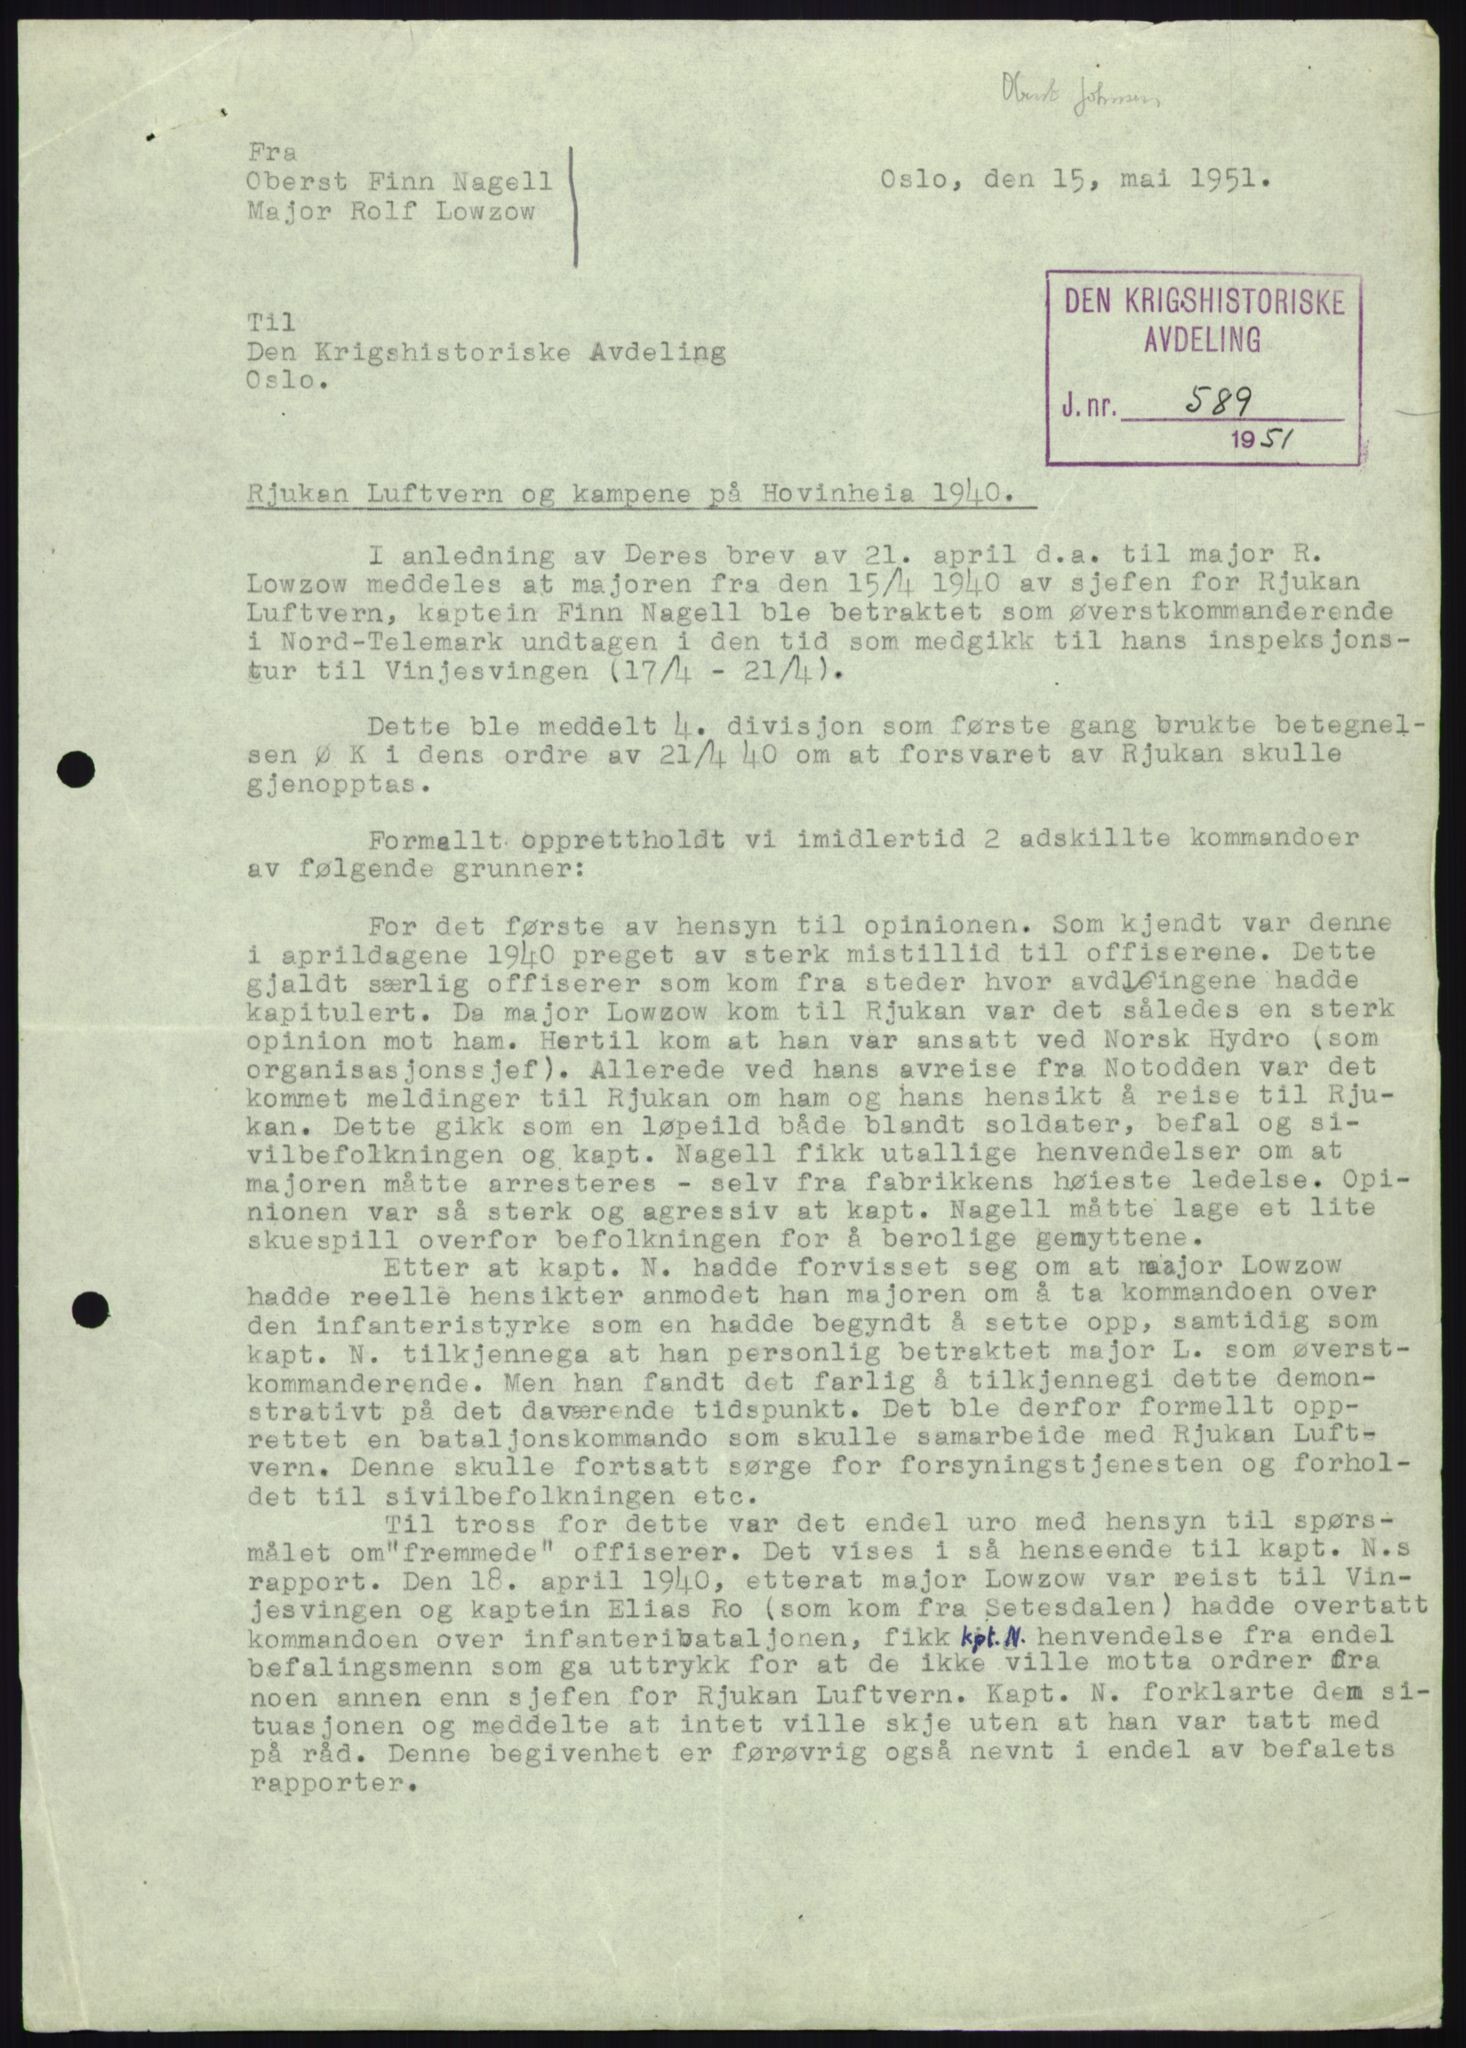 Oberst Johnsen
Fra
Oberst Finn Nagell
Major Rolf Lowzow
Oslo, den 15, mai 1951.
Til
Den Krigshistoriske Avdeling
Oslo.
DEN KRIGSHISTORISKE
AVDELING
J.nr. 589
1951
Rjukan Luftvern og kampene på Hovinheia 1940.
I anledning av Deres brev av 21. april d.a. til major R.
Lowzow meddeles at majoren fra den 15/4 1940 av sjefen for Rjukan
Luftvern, kaptein Finn Nagell ble betraktet som øverstkommanderende
i Nord-Telemark undtagen i den tid som medgikk til hans inspeksjons-
tur til Vinjesvingen (17/4 - 21/4).
Dette ble meddelt 4. divisjon som første gang brukte betegnel-
sen Ø K i dens ordre av 21/4 40 om at forsvaret av Rjukan skulle
gjenopptas.
Formellt opprettholdt vi imidlertid 2 adskillte kommandoer
av følgende grunner:
For det første av hensyn til opinionen. Som kjendt var denne
i aprildagene 1940 preget av sterk mistillid til offiserene. Dette
gjaldt særlig offiserer som kom fra steder hvor avdleingene hadde
kapitulert. Da major Lowzow kom til Rjukan var det således en sterk
opinion mot ham. Hertil kom at han var ansatt ved Norsk Hydro (som
organisasjonssjef). Allerede ved hans avreise fra Notodden var det
kommet meldinger til Rjukan om ham og hans hensikt å reise til Rju-
kan. Dette gikk som en løpeild både blandt soldater, befal og si-
vilbefolkningen og kapt. Nagell fikk utallige henvendelser om at
majoren måtte arresteres - selv fra fabrikkens høieste ledelse. Opi-
nionen var så sterk og agressiv at kapt. Nagell måtte lage et lite
skuespill overfor befolkningen for å berolige gemyttene.
Etter at kapt. N. hadde forvisset seg om at major Lowzow
hadde reelle hensikter anmodet han majoren om å ta kommandoen over
den infanteristyrke som en hadde begyndt å sette opp, samtidig som
kapt. N. tilkjennega at han personlig betraktet major L. som øverst-
kommanderende. Men han fandt det farlig å tilkjennegi dette demon-
strativt på det daværende tidspunkt. Det ble derfor formellt opp-
rettet en bataljonskommando som skulle samarbeide med Rjukan Luft-
vern. Denne skulle fortsatt sørge for forsyningstjenesten og forhol-
det til sivilbefolkningen etc.
Til tross for dette var det endel uro med hensyn til spørs-
målet om"fremmede" offiserer. Det vises i så henseende til kapt. N.s
rapport. Den 18. april 1940, etterat major Lowzow var reist til Vin-
jesvingen og kaptein Elias Ro (som kom fra Setesdalen) hadde overtatt
kommandoen over infanteribataljonen, fikk kpt. N. henvendelse fra endel
befalingsmenn som ga uttrykk for at de ikke ville motta ordrer fra
noen annen enn sjefen for Rjukan Luftvern. Kapt. N. forklarte dem si-
tuasjonen og meddelte at intet ville skje uten at han var tatt med
på råd. Denne begivenhet er førøvrig også nevnt i endel av befalets
rapporter.